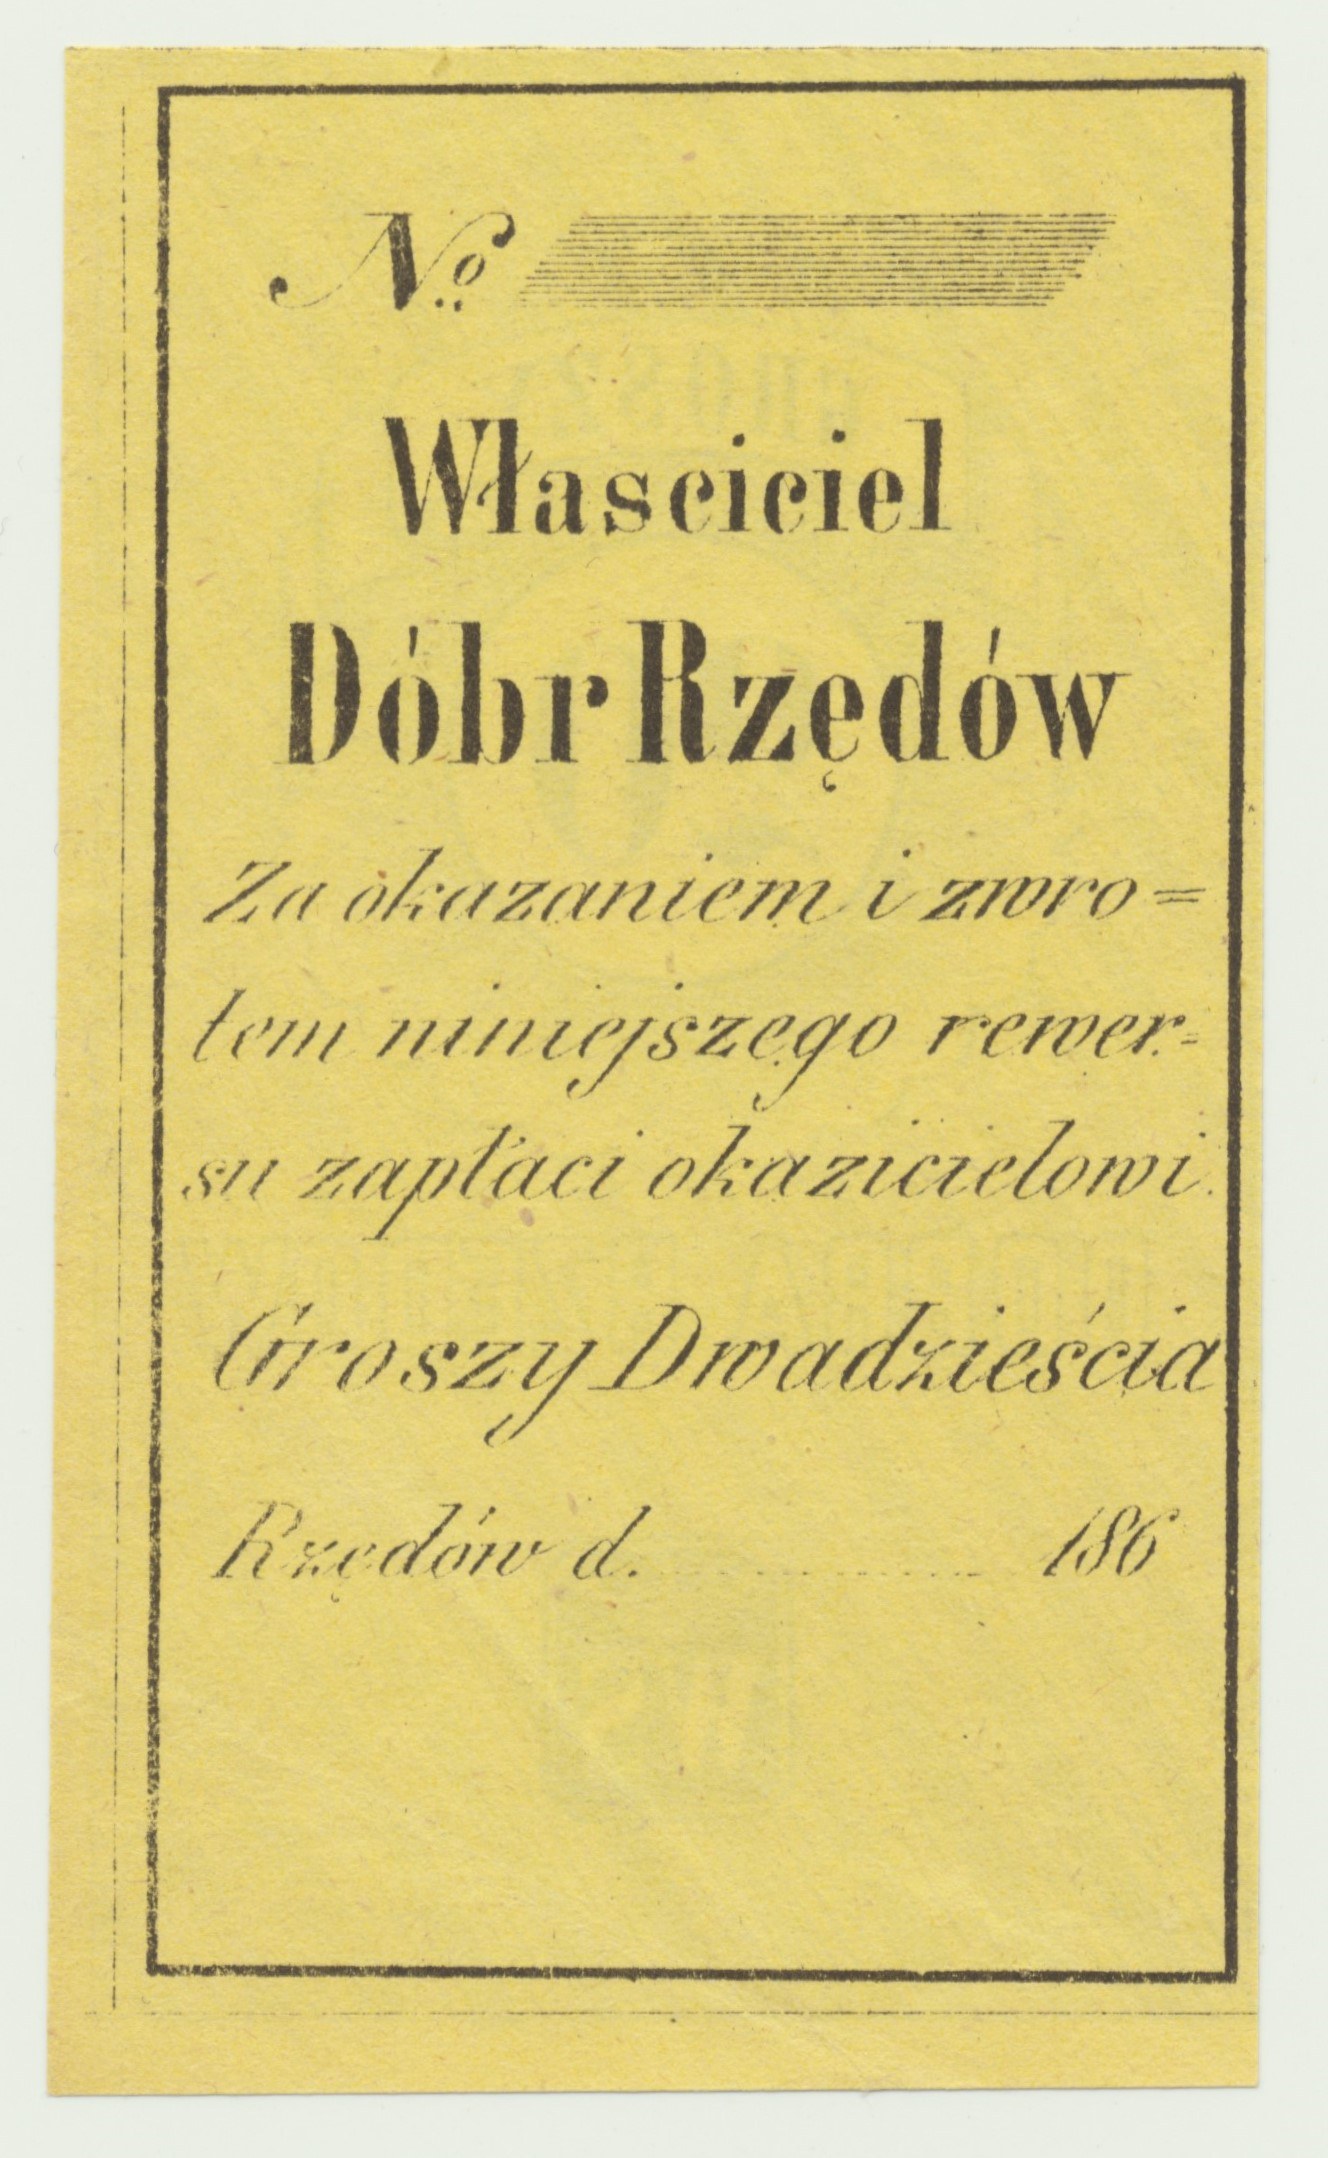 No
Własciciel
Dóbr Rzędów
Za okazaniem i zwro=
tem niniejszego rewer=
su zapłaci okazicielowi
Groszy Dwadzieścia
Rzędów d. 186